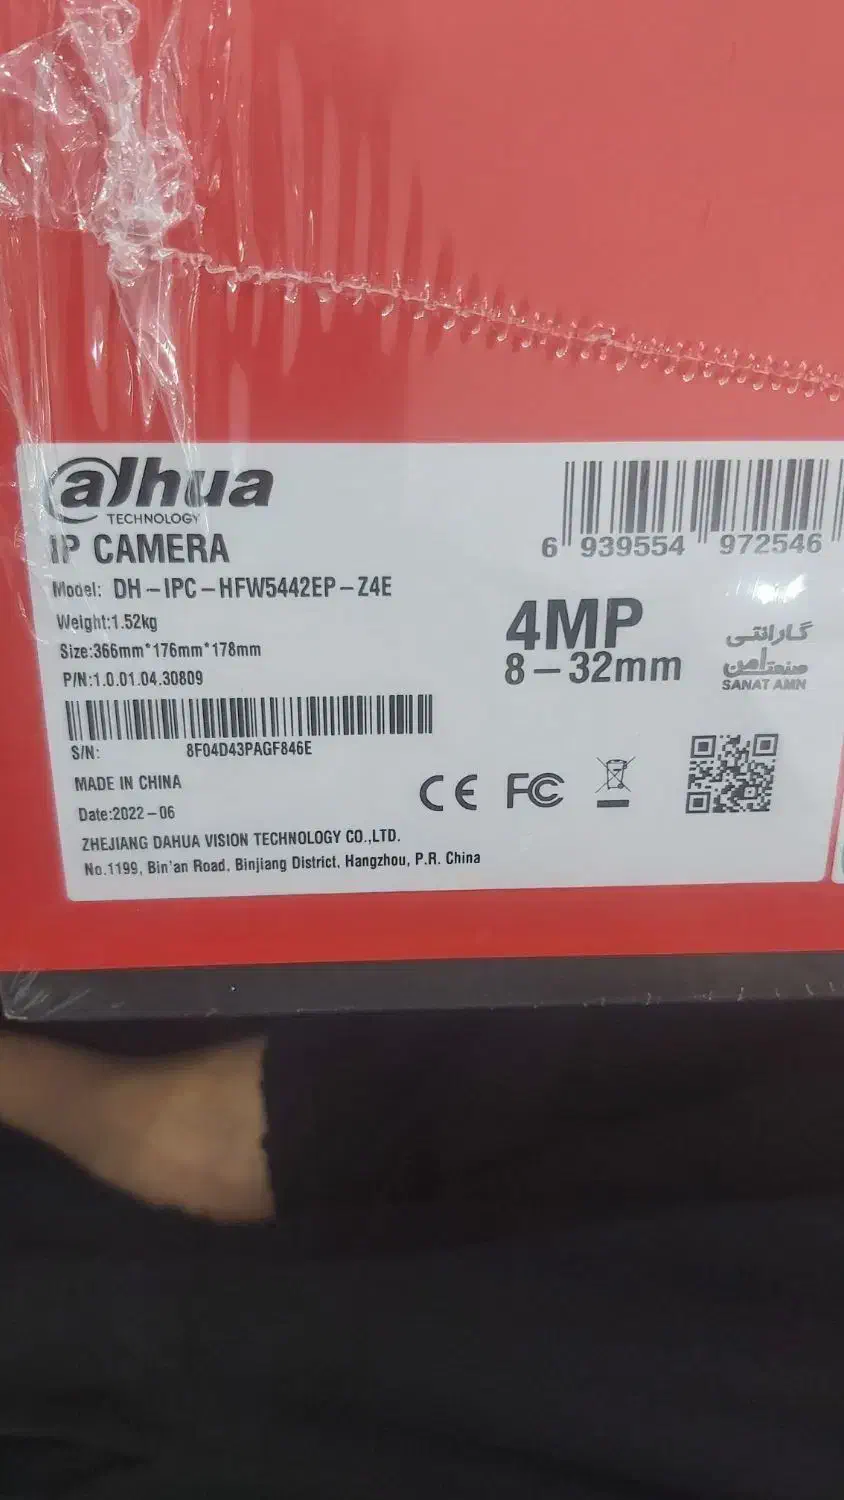 alhua
TECHNOLOGY
IP CAMERA
Model: DH-IPC-HFW5442EP-Z4E
Weight:1.52kg
Size:366mm*176mm*178mm
P/N:1.0.01.04.30809
S/N: 8F04D43PAGF846E
MADE IN CHINA
Date:2022-06
ZHEJIANG DAHUA VISION TECHNOLOGY CO.,LTD.
No.1199, Bin'an Road, Binjiang District, Hangzhou, P.R. China
6 939554 972546
4MP
8-32mm
گارانتی
صنعت امن
SANAT AMN
CE FC